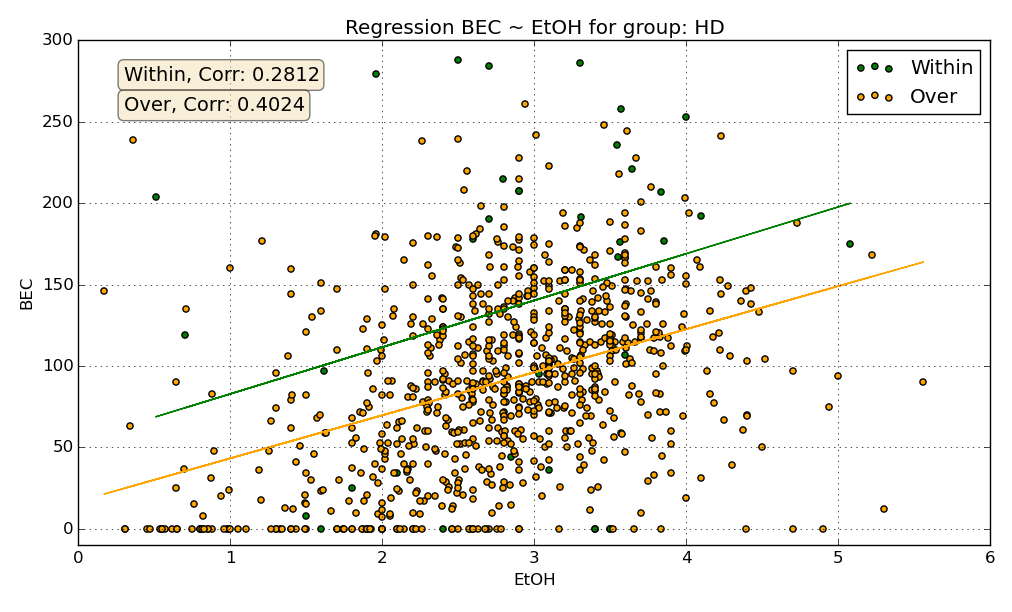 Regression BEC ~ EtOH for group: HD
Within, Corr: 0.2812
Over, Corr: 0.4024
Within
Over
300
250
200
150
100
50
0
BEC
0 1 2 3 4 5 6
EtOH